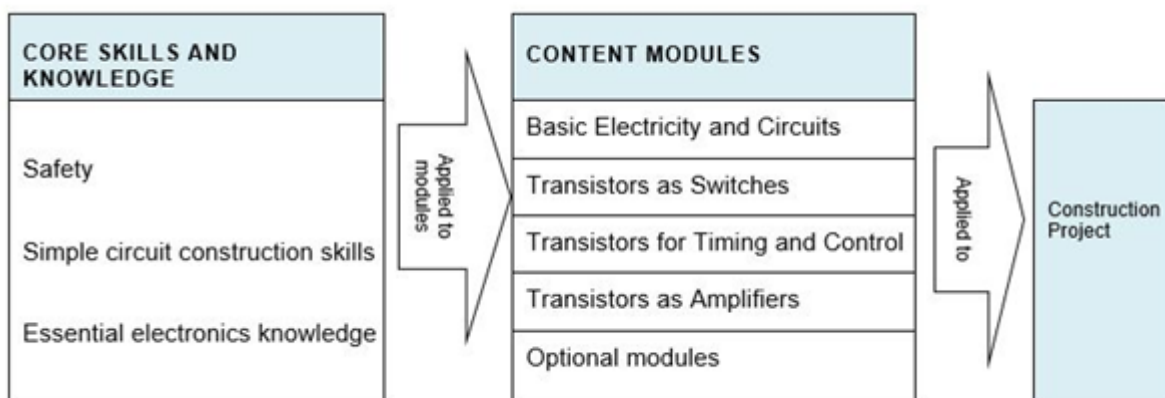 CORE SKILLS AND
KNOWLEDGE
Safety
Simple circuit construction skills
Essential electronics knowledge
Applied to
modules
CONTENT MODULES
Basic Electricity and Circuits
Transistors as Switches
Transistors for Timing and Control
Transistors as Amplifiers
Optional modules
Applied to
Construction
Project